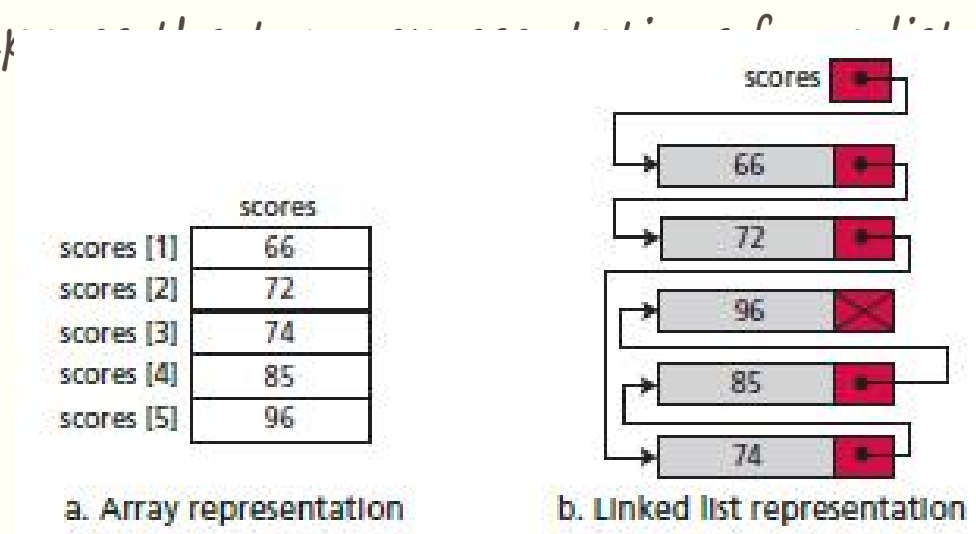 scores
scores [1] 66
scores [2] 72
scores [3] 74
scores [4] 85
scores [5] 96
a. Array representation
scores
66
72
96
85
74
b. Linked list representation